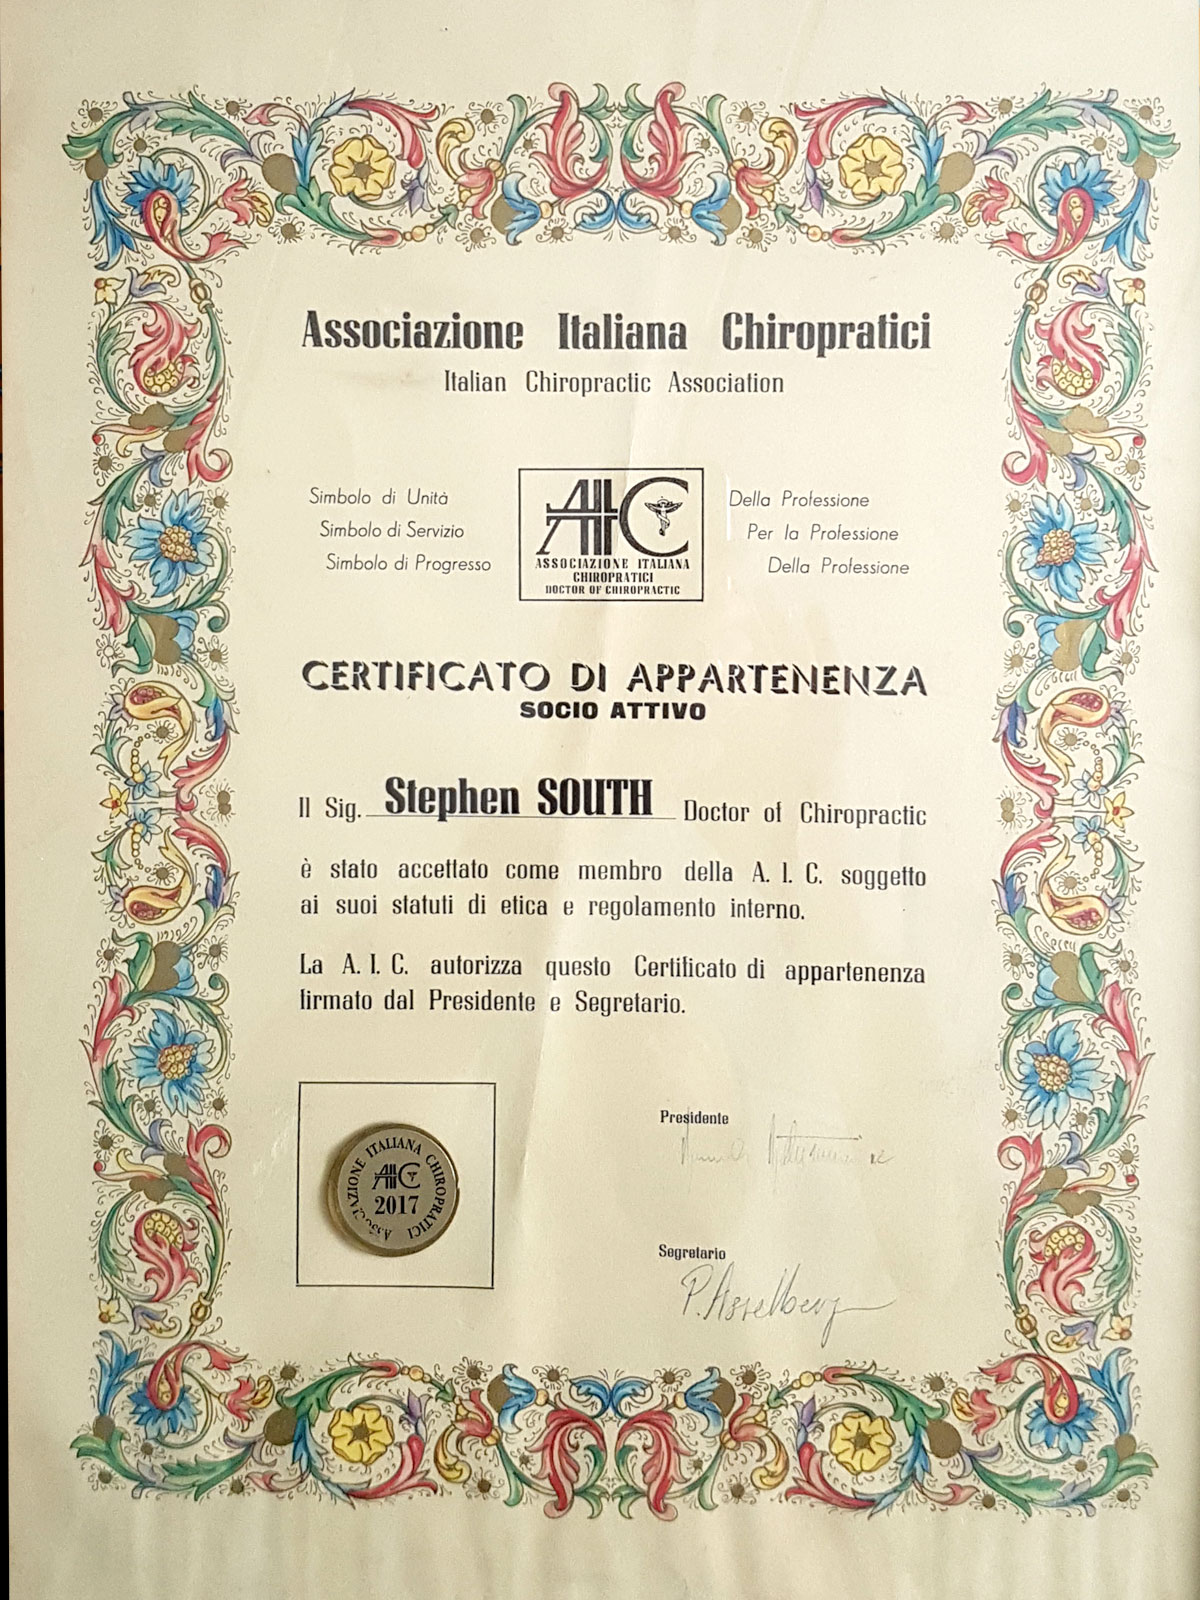 Associazione Italiana Chiropratici
Italian Chiropractic Association
Simbolo di Unità Della Professione
Simbolo di Servizio Per la Professione
Simbolo di Progresso Della Professione
AIC
ASSOCIAZIONE ITALIANA
CHIROPRATICI
DOCTOR OF CHIROPRACTIC
CERTIFICATO DI APPARTENENZA
SOCIO ATTIVO
Il Sig. Stephen SOUTH Doctor of Chiropractic
è stato accettato come membro della A. I. C. soggetto
ai suoi statuti di etica e regolamento interno.
La A. I. C. autorizza questo Certificato di appartenenza
firmato dal Presidente e Segretario.
Presidente
ASSOCIAZIONE ITALIANA CHIROPRATICI
AIC
2017
Segretario